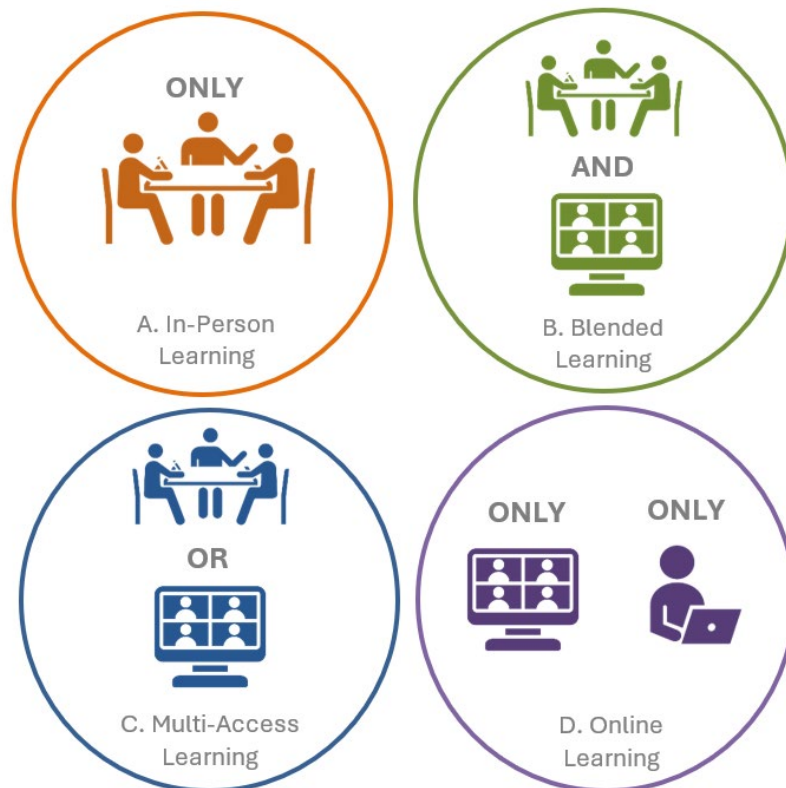 ONLY
A. In-Person
Learning
AND
B. Blended
Learning
OR
C. Multi-Access
Learning
ONLY
ONLY
D. Online
Learning